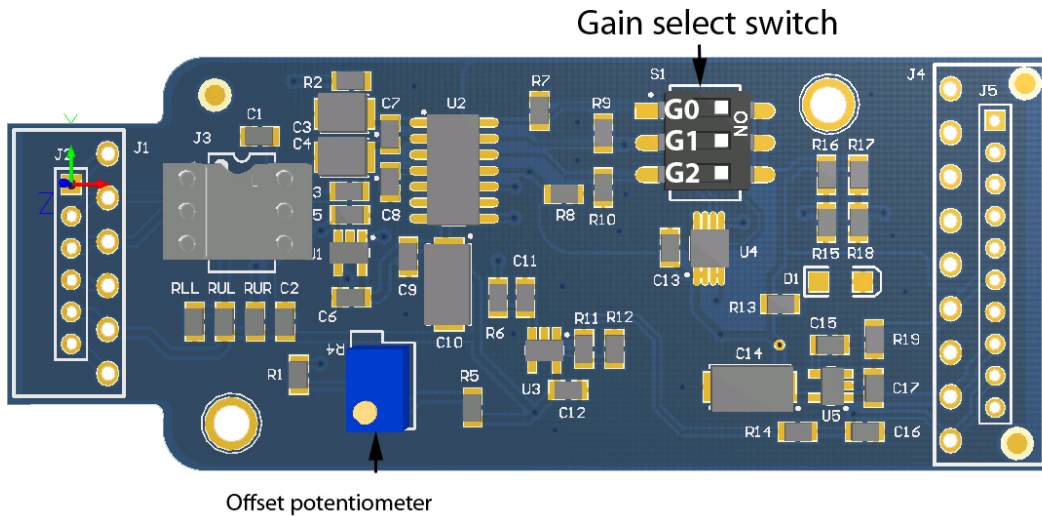 Gain select switch
J4
S1
J5
R2
R7
C7
U2
R9
G0
ON
C3
C1
J3
J1
J2
C4
G1
R16
R17
G2
Z
3
C8
R8
R10
5
J1
U4
R15
R18
C13
C9
C11
D1
RLL
RUL
RUR
C2
C6
R13
R6
R11
R12
C15
R19
C10
R4
C14
R1
R5
U3
C17
C12
U5
R14
C16
Offset potentiometer